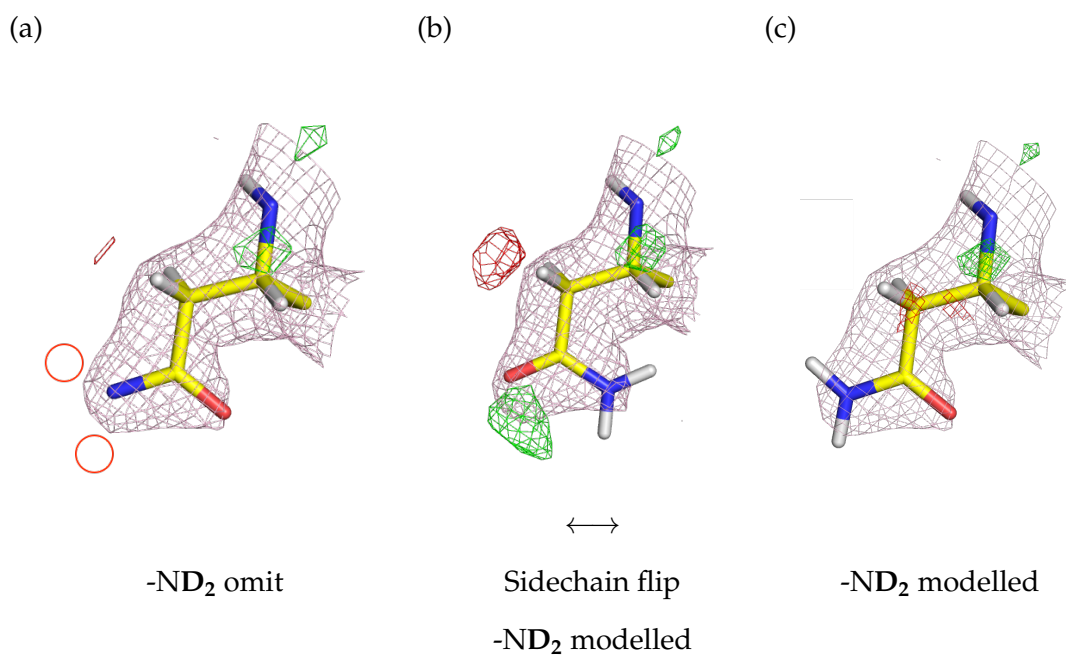 (a)
(b)
(c)
⟷
-ND₂ omit
Sidechain flip
-ND₂ modelled
-ND₂ modelled